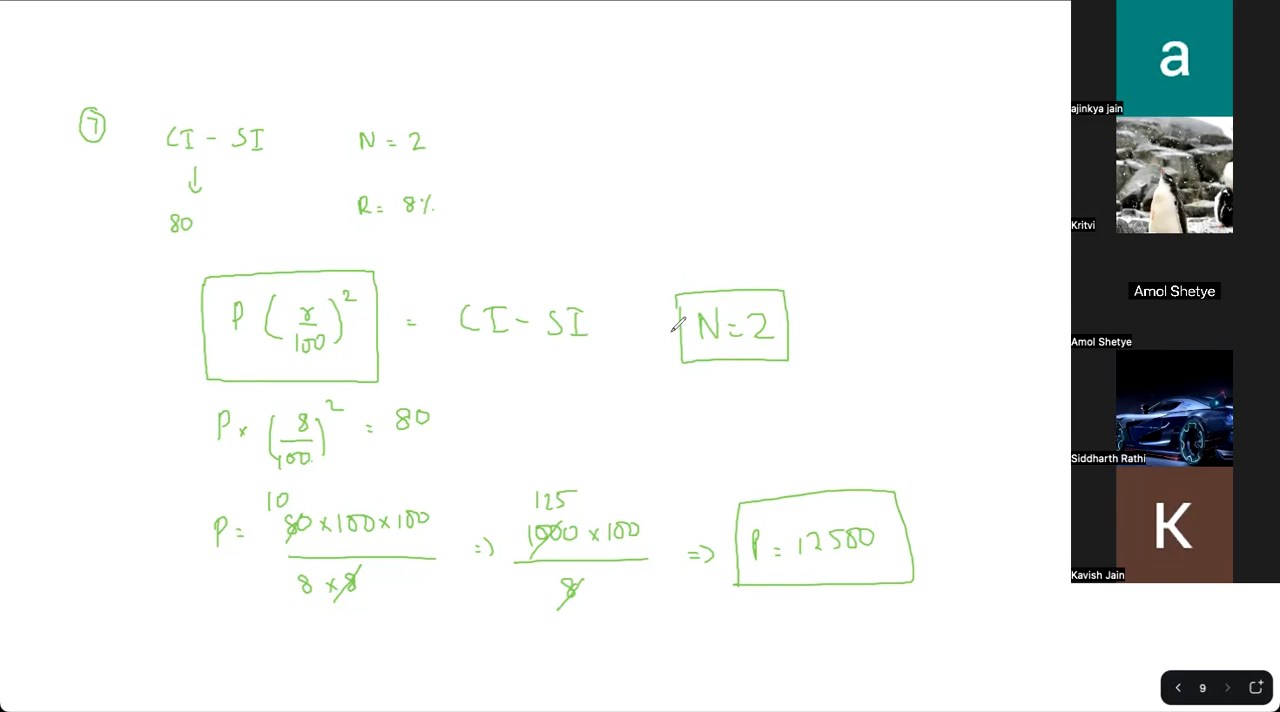 7
CI - SI N = 2
↓
80 R = 8%
P (r/100)^2 = CI - SI N = 2
P × (8/100)^2 = 80
10 125
P = 80 × 100 × 100 / 8 × 8 => 1000 × 100 / 8 => P = 12500
a
ajinkya jain
Kritvi
Amol Shetye
Amol Shetye
Siddharth Rathi
K
Kavish Jain
9